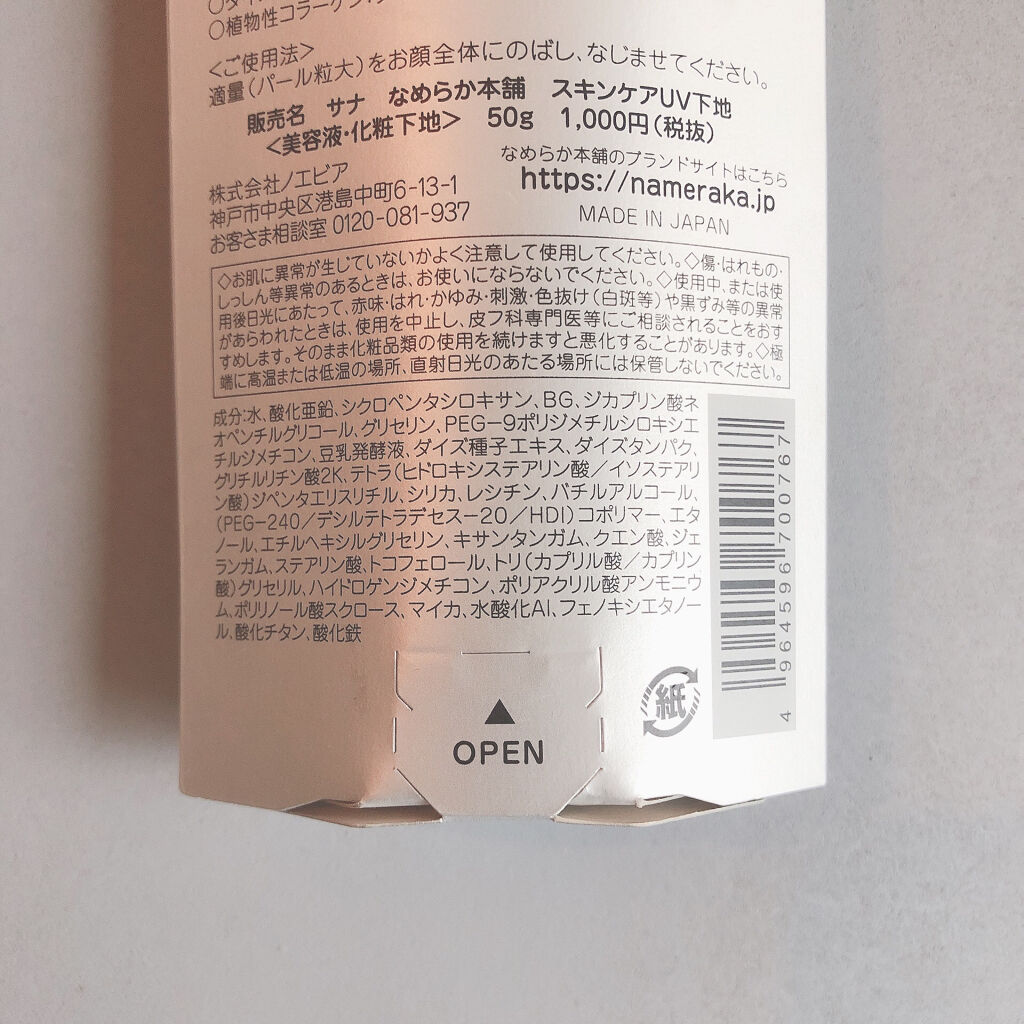 ○植物性コラーゲン
<ご使用法>
適量(パール粒大)をお顔全体にのばし、なじませてください。
販売名 サナ なめらか本舗 スキンケアUV下地
<美容液・化粧下地> 50g 1,000円(税抜)
なめらか本舗のブランドサイトはこちら
https://nameraka.jp
MADE IN JAPAN
株式会社ノエビア
神戸市中央区港島中町6-13-1
お客さま相談室 0120-081-937
◇お肌に異常が生じていないかよく注意して使用してください。◇傷・はれもの・
しっしん等異常のあるときは、お使いにならないでください。◇使用中、または使
用後日光にあたって、赤味・はれ・かゆみ・刺激・色抜け(白斑等)や黒ずみ等の異常
があらわれたときは、使用を中止し、皮フ科専門医等にご相談されることをおす
すめします。そのまま化粧品類の使用を続けますと悪化することがあります。◇極
端に高温または低温の場所、直射日光のあたる場所には保管しないでください。
成分:水、酸化亜鉛、シクロペンタシロキサン、BG、ジカプリン酸ネ
オペンチルグリコール、グリセリン、PEG-9ポリジメチルシロキシエ
チルジメチコン、豆乳発酵液、ダイズ種子エキス、ダイズタンパク、
グリチルリチン酸2K、テトラ(ヒドロキシステアリン酸/イソステアリ
ン酸)ジペンタエリスリチル、シリカ、レシチン、バチルアルコール、
(PEG-240/デシルテトラデセス-20/HDI)コポリマー、エタ
ノール、エチルヘキシルグリセリン、キサンタンガム、クエン酸、ジェ
ランガム、ステアリン酸、トコフェロール、トリ(カプリル酸/カプリン
酸)グリセリル、ハイドロゲンジメチコン、ポリアクリル酸アンモニウ
ム、ポリリノール酸スクロース、マイカ、水酸化Al、フェノキシエタノー
ル、酸化チタン、酸化鉄
4 964596 700767
紙
▲
OPEN